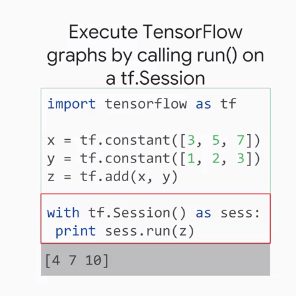 Execute TensorFlow
graphs by calling run() on
a tf.Session
import tensorflow as tf
x = tf.constant([3, 5, 7])
y = tf.constant([1, 2, 3])
z = tf.add(x, y)
with tf.Session() as sess:
print sess.run(z)
[4 7 10]